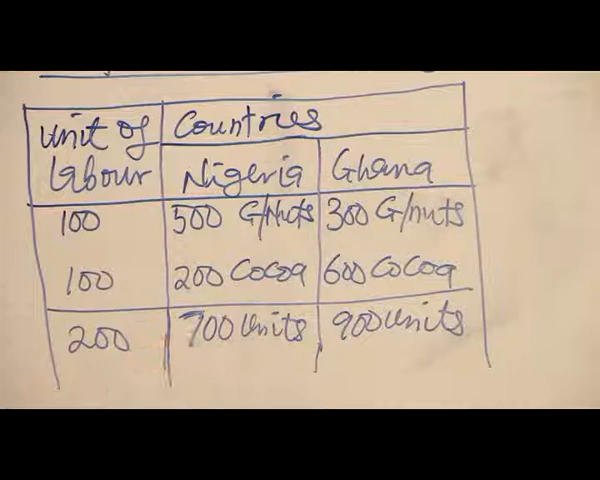 Unit of Labour Countries
Nigeria Ghana
100 500 G/Nuts 300 G/nuts
100 200 Cocoa 600 Cocoa
200 700 Units 900 Units